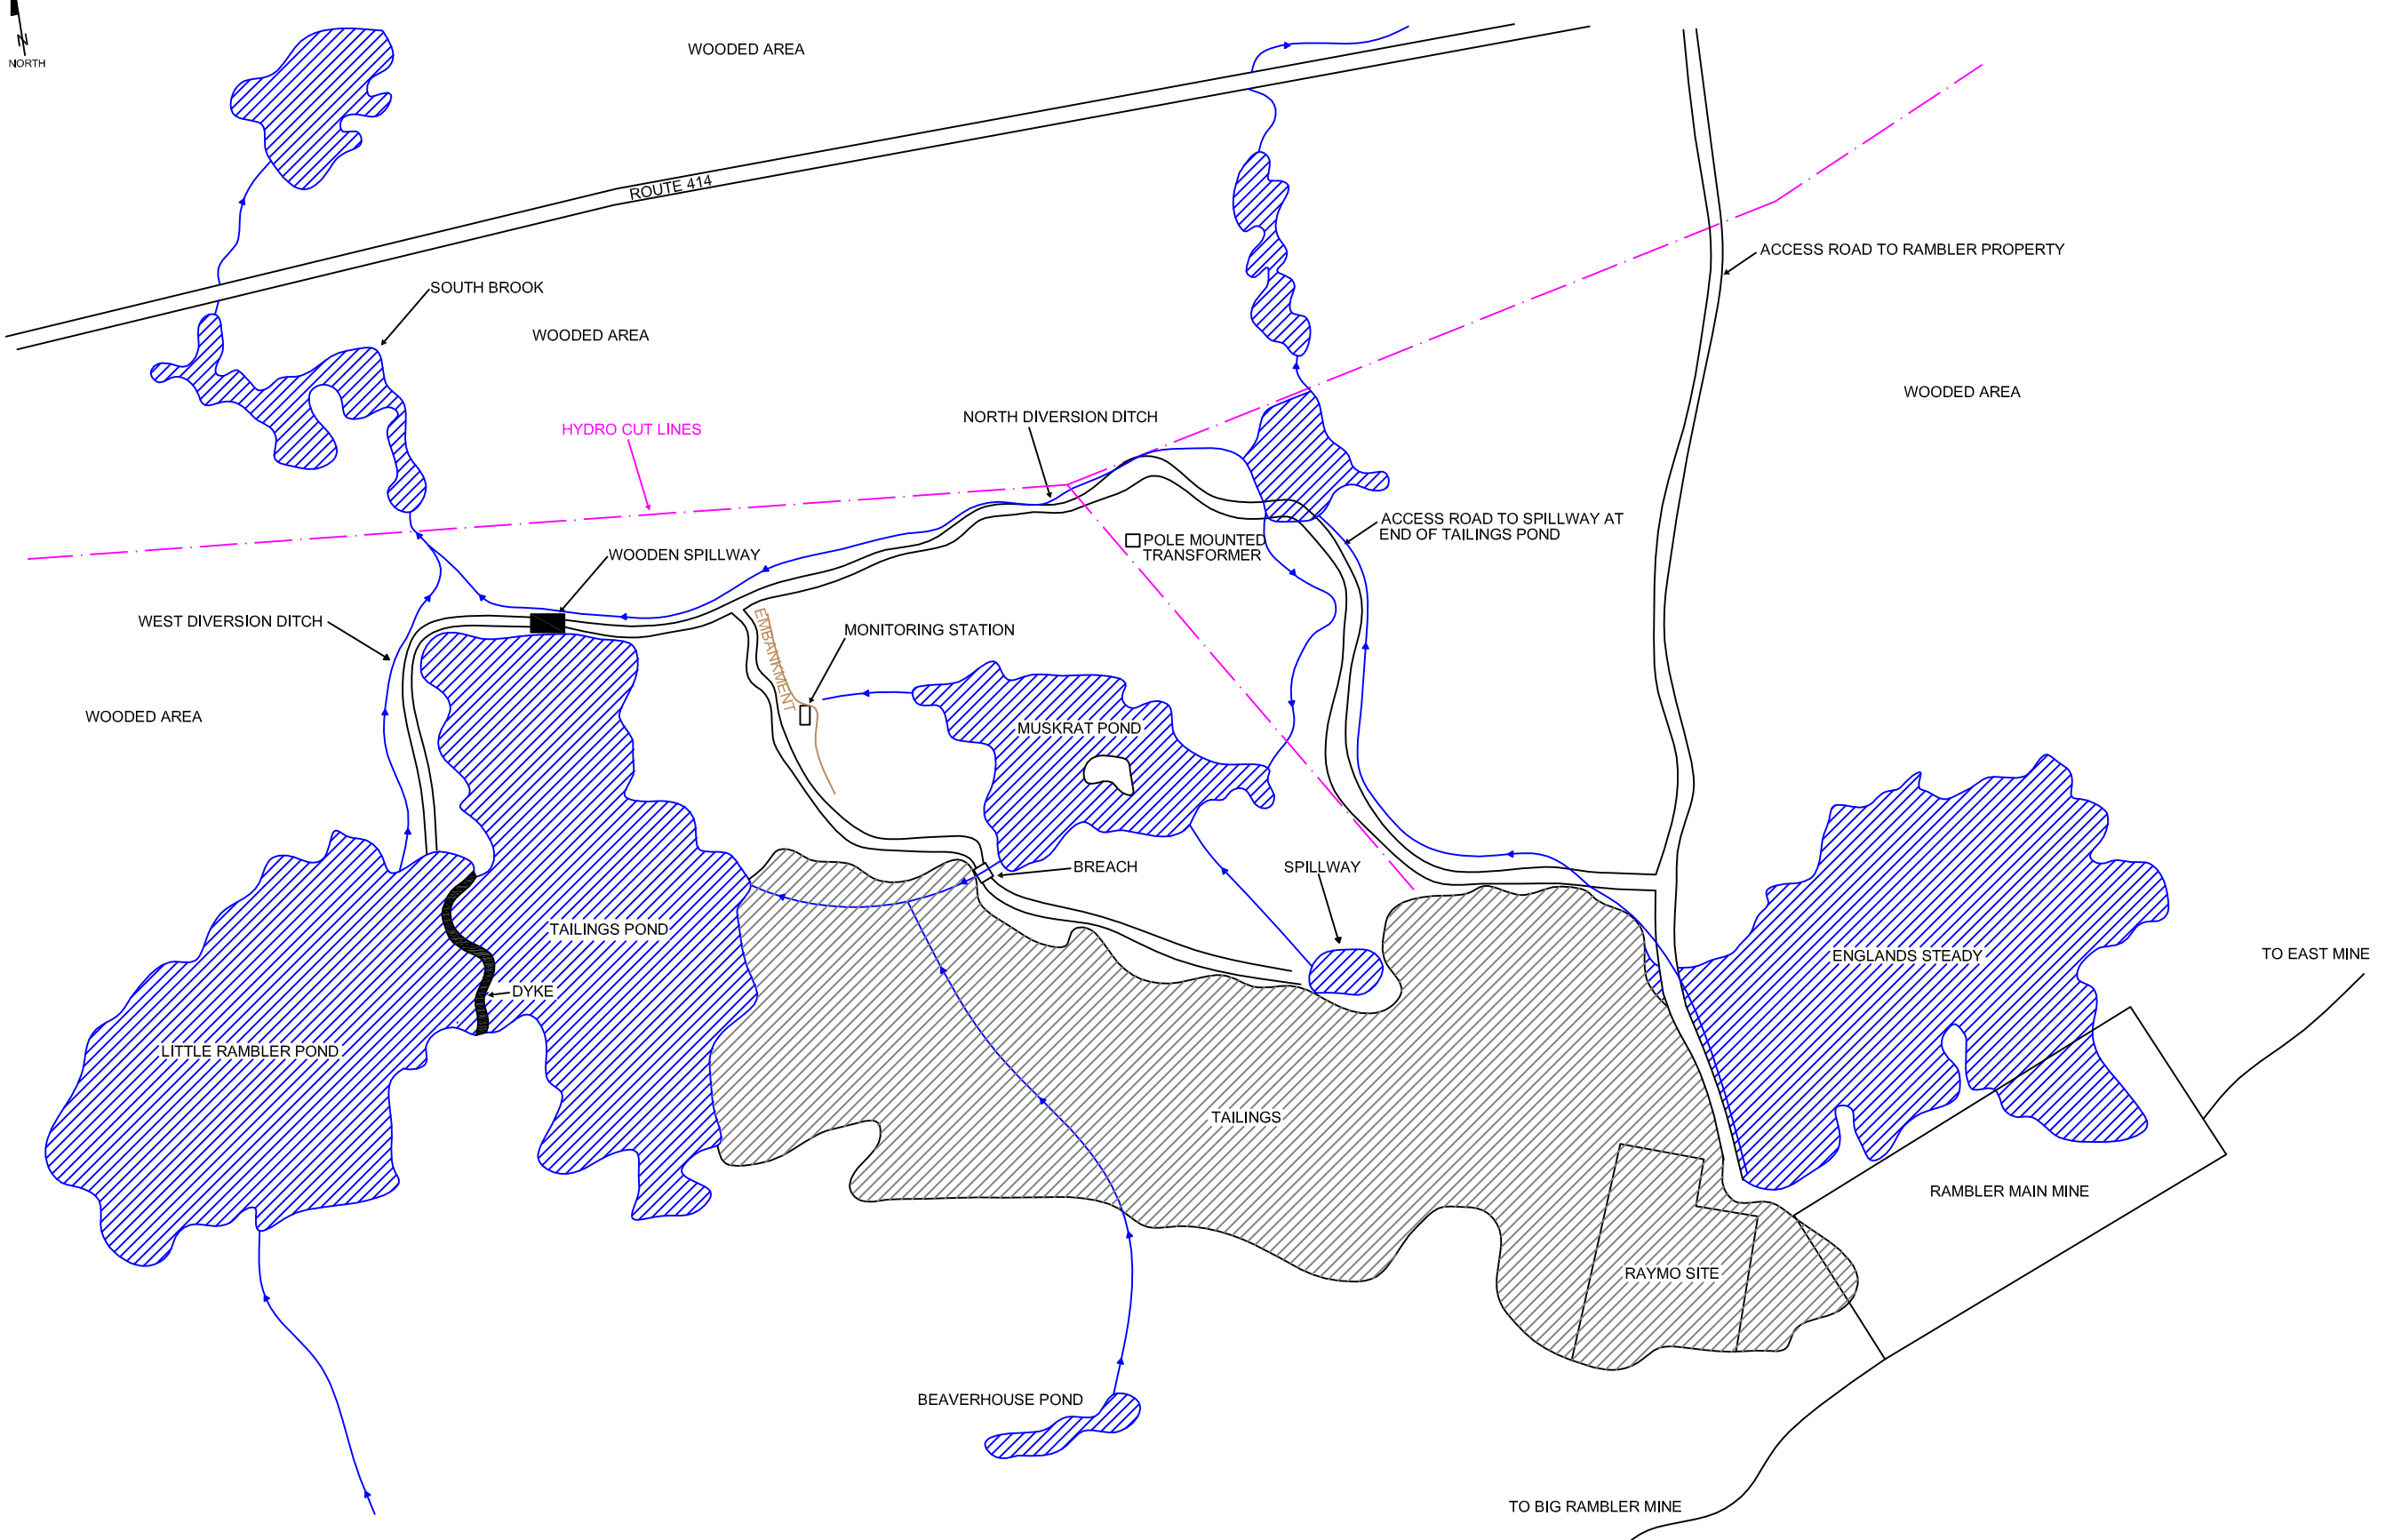 N
NORTH
WOODED AREA
ROUTE 414
ACCESS ROAD TO RAMBLER PROPERTY
SOUTH BROOK
WOODED AREA
WOODED AREA
HYDRO CUT LINES
NORTH DIVERSION DITCH
ACCESS ROAD TO SPILLWAY AT
END OF TAILINGS POND
POLE MOUNTED
TRANSFORMER
WOODEN SPILLWAY
WEST DIVERSION DITCH
EMBANKMENT
MONITORING STATION
WOODED AREA
MUSKRAT POND
BREACH
SPILLWAY
TAILINGS POND
ENGLANDS STEADY
TO EAST MINE
DYKE
LITTLE RAMBLER POND
TAILINGS
RAMBLER MAIN MINE
RAYMO SITE
BEAVERHOUSE POND
TO BIG RAMBLER MINE